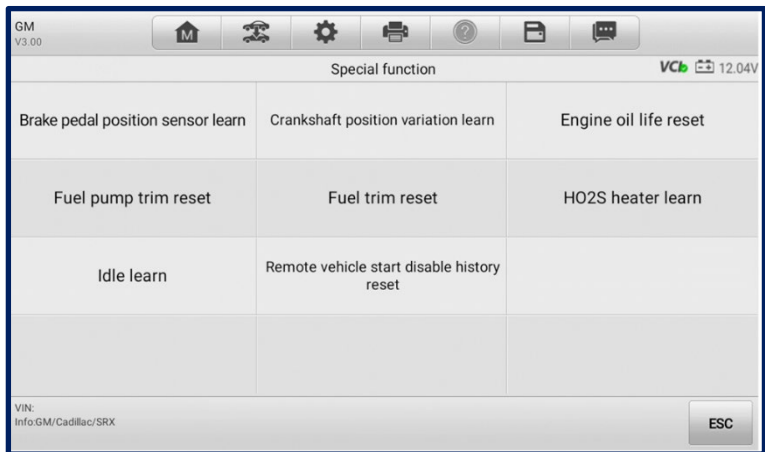 GM
V3.00
M
?
Special function
VCI 12.04V
Brake pedal position sensor learn
Crankshaft position variation learn
Engine oil life reset
Fuel pump trim reset
Fuel trim reset
HO2S heater learn
Idle learn
Remote vehicle start disable history
reset
VIN:
Info:GM/Cadillac/SRX
ESC